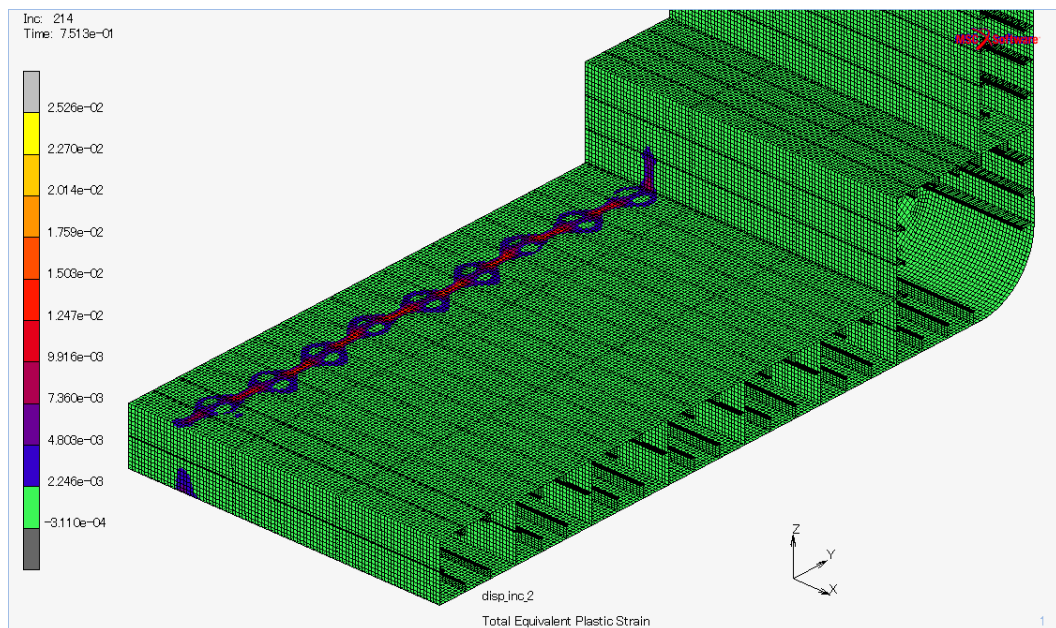 Inc: 214
Time: 7.513e-01
MSC Software
2.526e-02
2.270e-02
2.014e-02
1.759e-02
1.503e-02
1.247e-02
9.916e-03
7.360e-03
4.803e-03
2.246e-03
-3.110e-04
Z
Y
X
disp_inc_2
Total Equivalent Plastic Strain
1